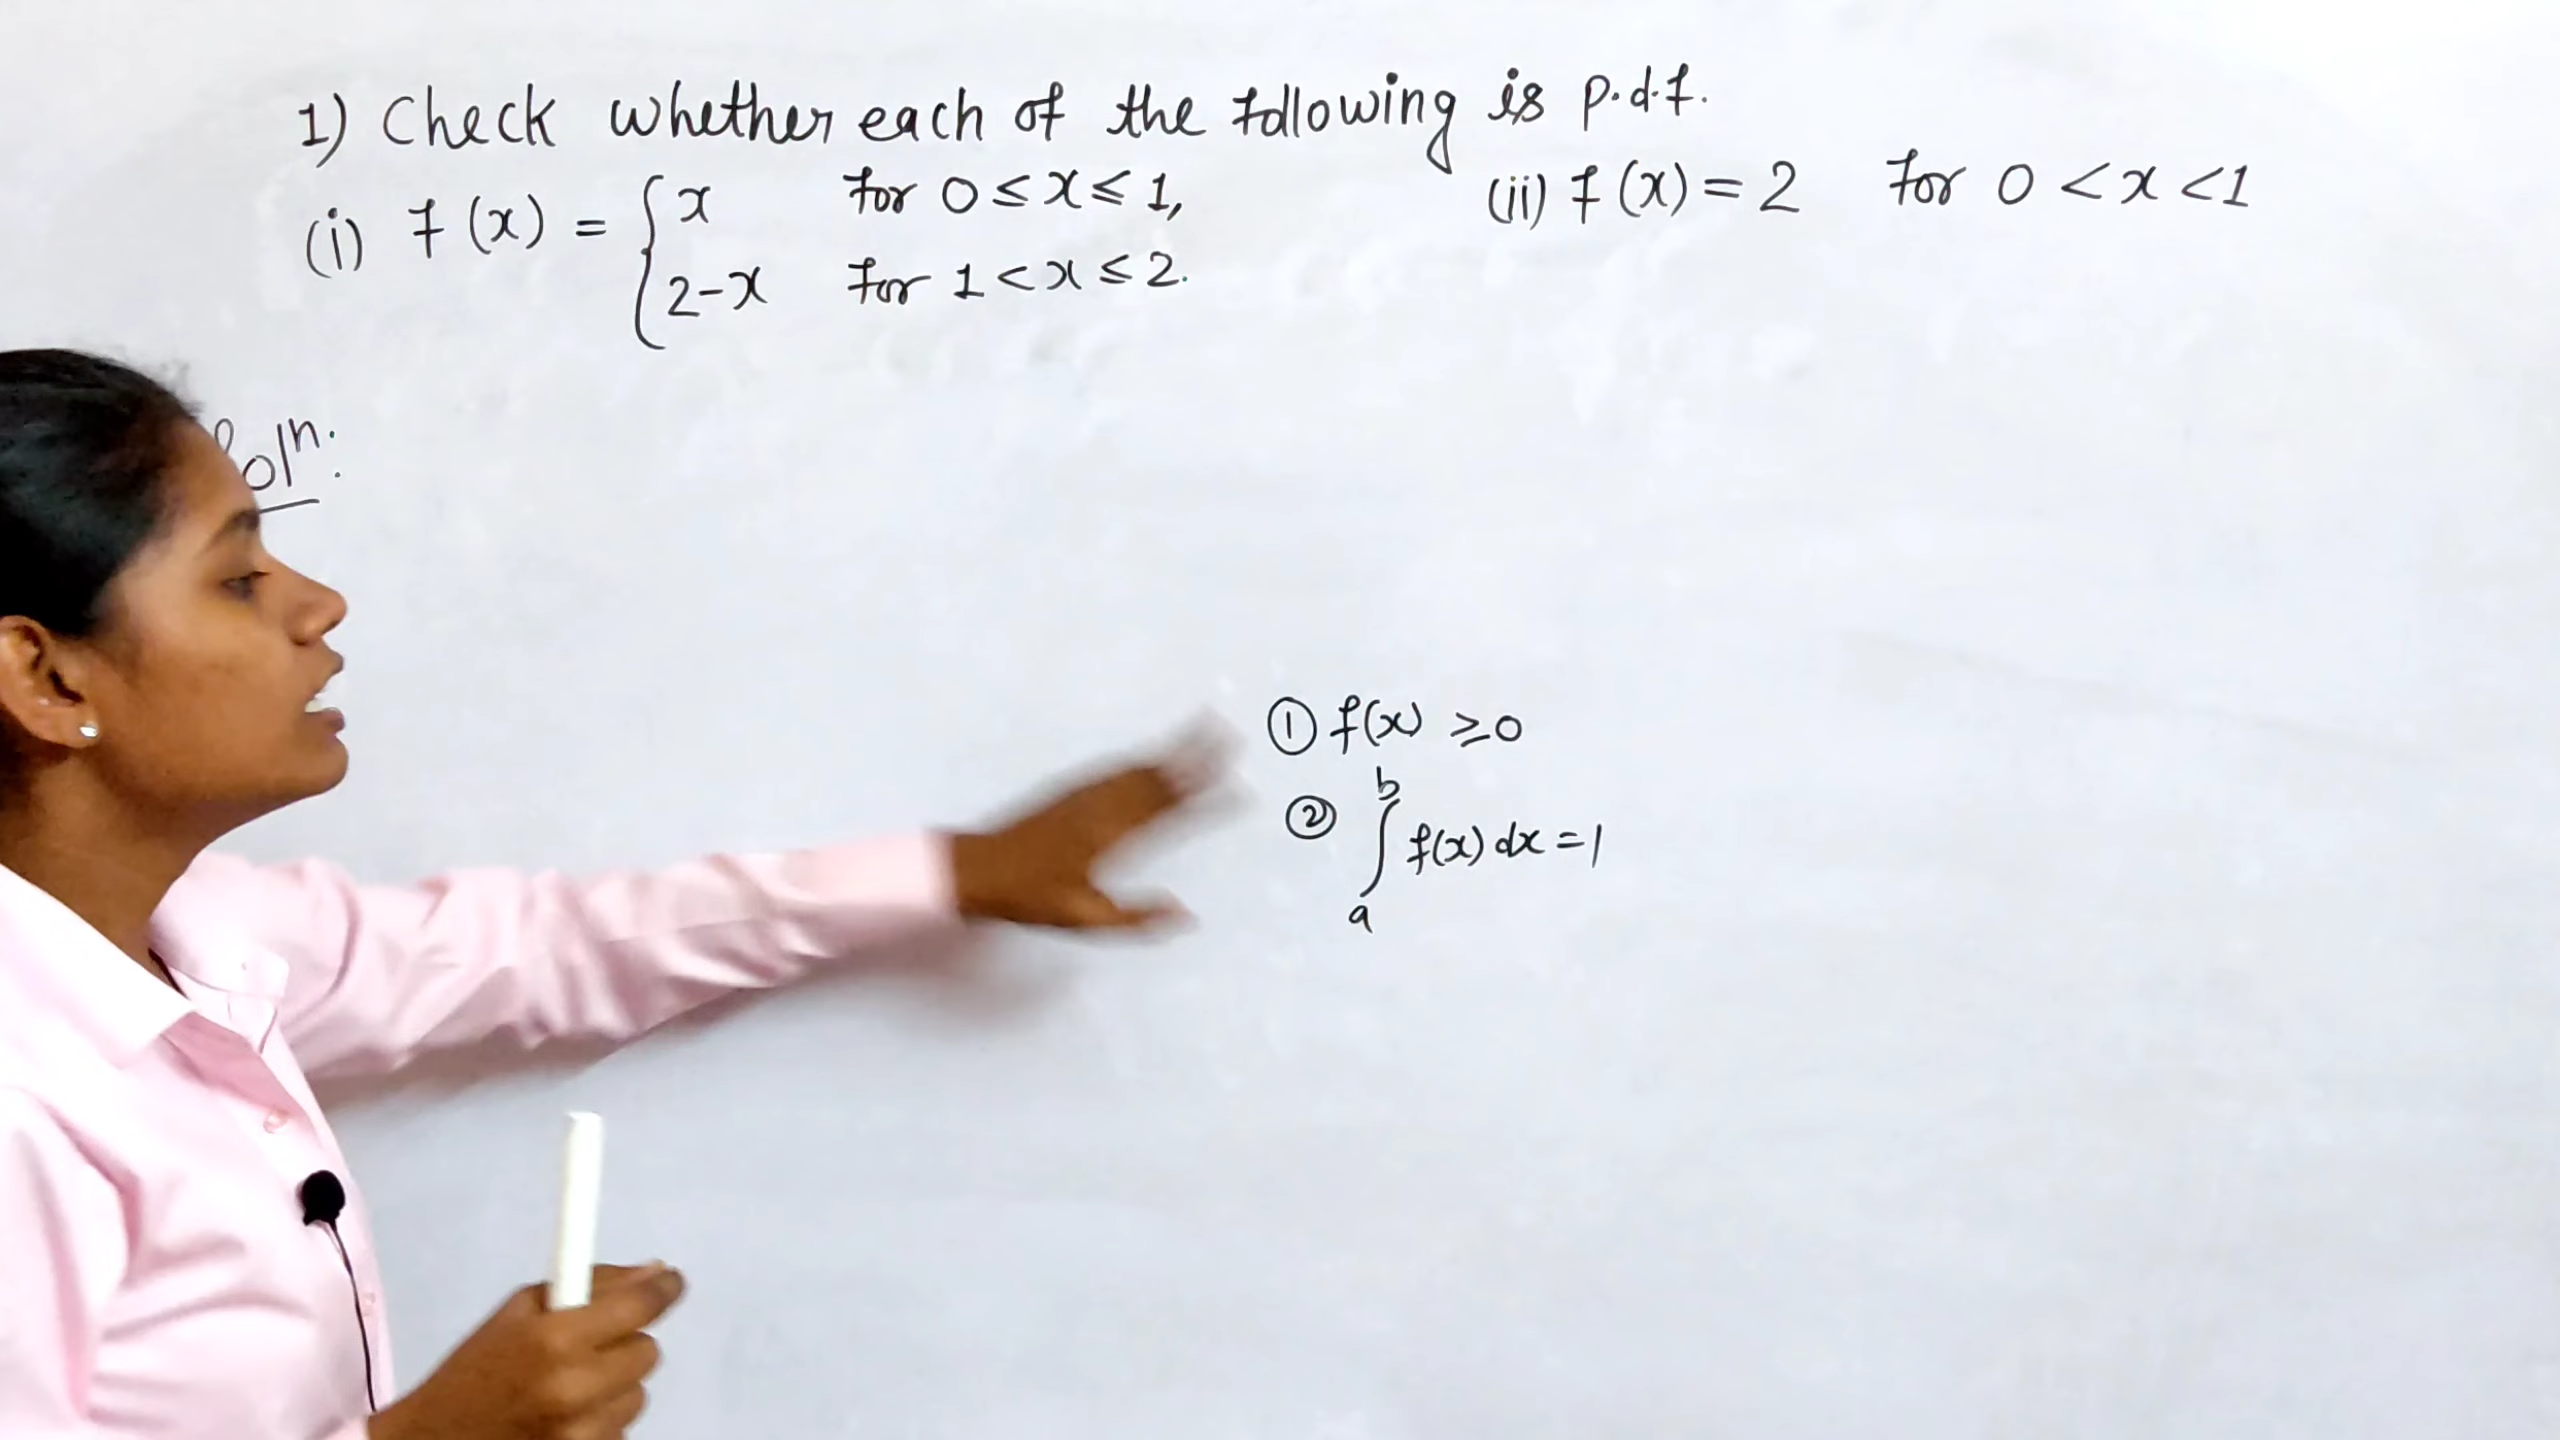 1) Check whether each of the following is p.d.f.
(i) f(x) = { x for 0 ≤ x ≤ 1,
2-x for 1 < x ≤ 2.
(ii) f(x) = 2 for 0 < x < 1
Solⁿ:
① f(x) ≥ 0
② ∫ₐᵇ f(x) dx = 1